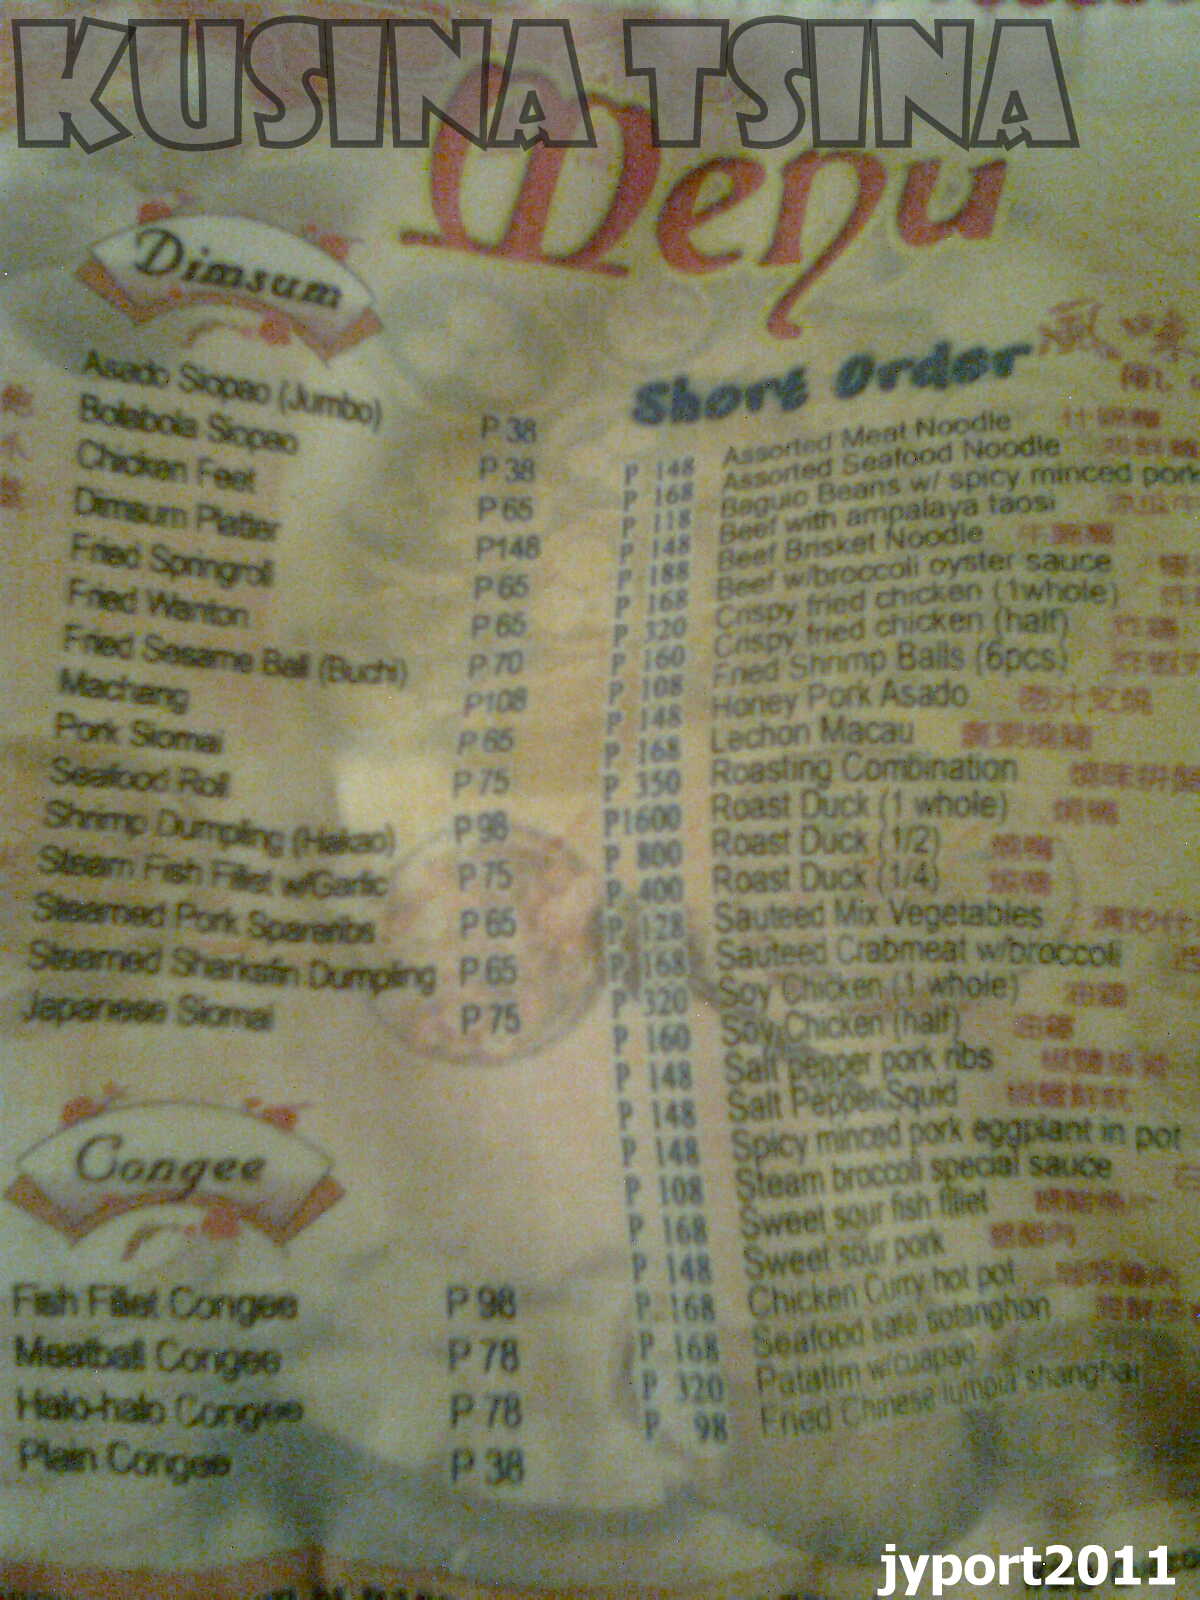 KUSINA TSINA
Menu
Dimsum
Asado Siopao (Jumbo) P 38
Bolabola Siopao P 38
Chicken Feet P 65
Dimsum Platter P148
Fried Springroll P 65
Fried Wanton P 65
Fried Sesame Ball (Buchi) P 70
Machang P108
Pork Siomai P 65
Seafood Roll P 75
Shrimp Dumpling (Hakao) P 98
Steam Fish Fillet w/Garlic P 75
Steamed Pork Spareribs P 65
Steamed Sharksfin Dumpling P 65
Japanese Siomai P 75
Congee
Fish Fillet Congee P 98
Meatball Congee P 78
Halo-halo Congee P 78
Plain Congee P 38
Short Order
P 148 Assorted Meat Noodle
P 168 Assorted Seafood Noodle
P 118 Baguio Beans w/ spicy minced pork
P 148 Beef with ampalaya taosi
P 188 Beef Brisket Noodle
P 168 Beef w/broccoli oyster sauce
P 320 Crispy fried chicken (1whole)
P 160 Crispy fried chicken (half)
P 108 Fried Shrimp Balls (6pcs)
P 148 Honey Pork Asado
P 168 Lechon Macau
P 350 Roasting Combination
P1600 Roast Duck (1 whole)
P 800 Roast Duck (1/2)
P 400 Roast Duck (1/4)
P 128 Sauteed Mix Vegetables
P 168 Sauteed Crabmeat w/broccoli
P 320 Soy Chicken (1 whole)
P 160 Soy Chicken (half)
P 148 Salt pepper pork ribs
P 148 Salt Pepper Squid
P 148 Spicy minced pork eggplant in pot
P 108 Steam broccoli special sauce
P 168 Sweet sour fish fillet
P 148 Sweet sour pork
P 168 Chicken Curry hot pot
P 168 Seafood sate sotanghon
P 320 Patatim w/cuapao
P 98 Fried Chinese lumpia shanghai
jyport2011